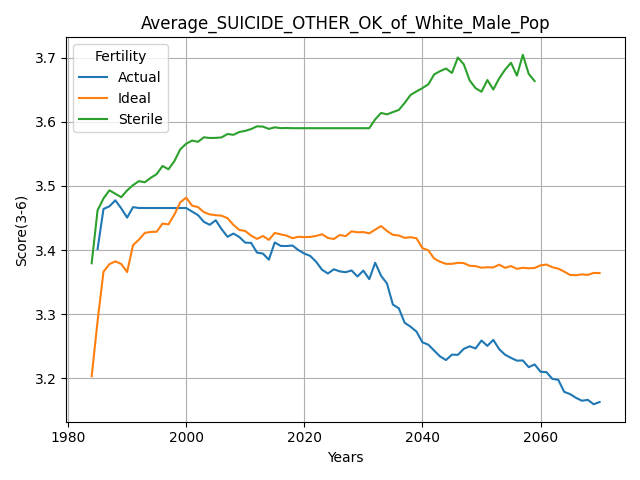 Average_SUICIDE_OTHER_OK_of_White_Male_Pop
Fertility
Actual
Ideal
Sterile
Score(3-6)
3.7
3.6
3.5
3.4
3.3
3.2
1980
2000
2020
2040
2060
Years